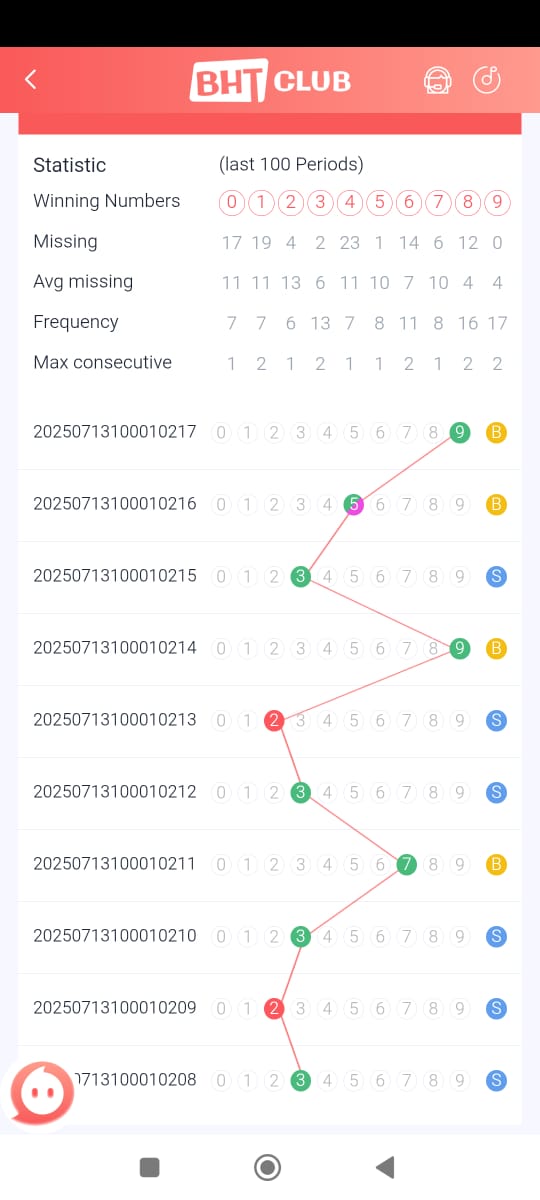 BHT CLUB
Statistic (last 100 Periods)
Winning Numbers 0 1 2 3 4 5 6 7 8 9
Missing 17 19 4 2 23 1 14 6 12 0
Avg missing 11 11 13 6 11 10 7 10 4 4
Frequency 7 7 6 13 7 8 11 8 16 17
Max consecutive 1 2 1 2 1 1 2 1 2 2
20250713100010217 0 1 2 3 4 5 6 7 8 9 B
20250713100010216 0 1 2 3 4 5 6 7 8 9 B
20250713100010215 0 1 2 3 4 5 6 7 8 9 S
20250713100010214 0 1 2 3 4 5 6 7 8 9 B
20250713100010213 0 1 2 3 4 5 6 7 8 9 S
20250713100010212 0 1 2 3 4 5 6 7 8 9 S
20250713100010211 0 1 2 3 4 5 6 7 8 9 B
20250713100010210 0 1 2 3 4 5 6 7 8 9 S
20250713100010209 0 1 2 3 4 5 6 7 8 9 S
0713100010208 0 1 2 3 4 5 6 7 8 9 S